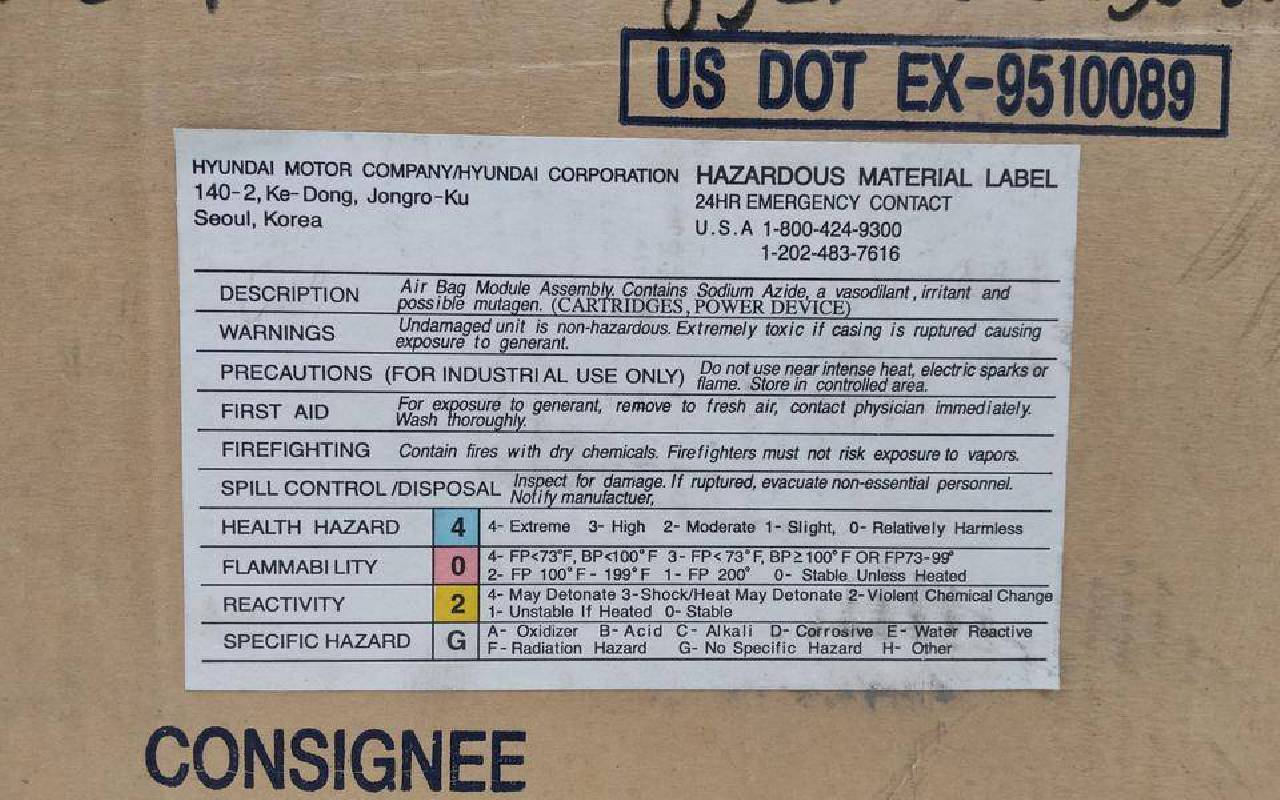 US DOT EX-9510089
HYUNDAI MOTOR COMPANY/HYUNDAI CORPORATION
140-2, Ke-Dong, Jongro-Ku
Seoul, Korea
HAZARDOUS MATERIAL LABEL
24HR EMERGENCY CONTACT
U.S.A 1-800-424-9300
1-202-483-7616
DESCRIPTION Air Bag Module Assembly. Contains Sodium Azide, a vasodilant, irritant and
possible mutagen. (CARTRIDGES, POWER DEVICE)
WARNINGS Undamaged unit is non-hazardous. Extremely toxic if casing is ruptured causing
exposure to generant.
PRECAUTIONS (FOR INDUSTRIAL USE ONLY) Do not use near intense heat, electric sparks or
flame. Store in controlled area.
FIRST AID For exposure to generant, remove to fresh air, contact physician immediately.
Wash thoroughly.
FIREFIGHTING Contain fires with dry chemicals. Firefighters must not risk exposure to vapors.
SPILL CONTROL/DISPOSAL Inspect for damage. If ruptured, evacuate non-essential personnel.
Notify manufactuer,
HEALTH HAZARD 4 4- Extreme 3- High 2- Moderate 1- Slight, 0- Relatively Harmless
FLAMMABILITY 0 4- FP<73°F, BP<100°F 3- FP<73°F, BP≥100°F OR FP73-99°
2- FP 100°F-199°F 1- FP 200° 0- Stable Unless Heated
REACTIVITY 2 4- May Detonate 3-Shock/Heat May Detonate 2-Violent Chemical Change
1- Unstable If Heated 0- Stable
SPECIFIC HAZARD G A- Oxidizer B- Acid C- Alkali D- Corrosive E- Water Reactive
F- Radiation Hazard G- No Specific Hazard H- Other
CONSIGNEE